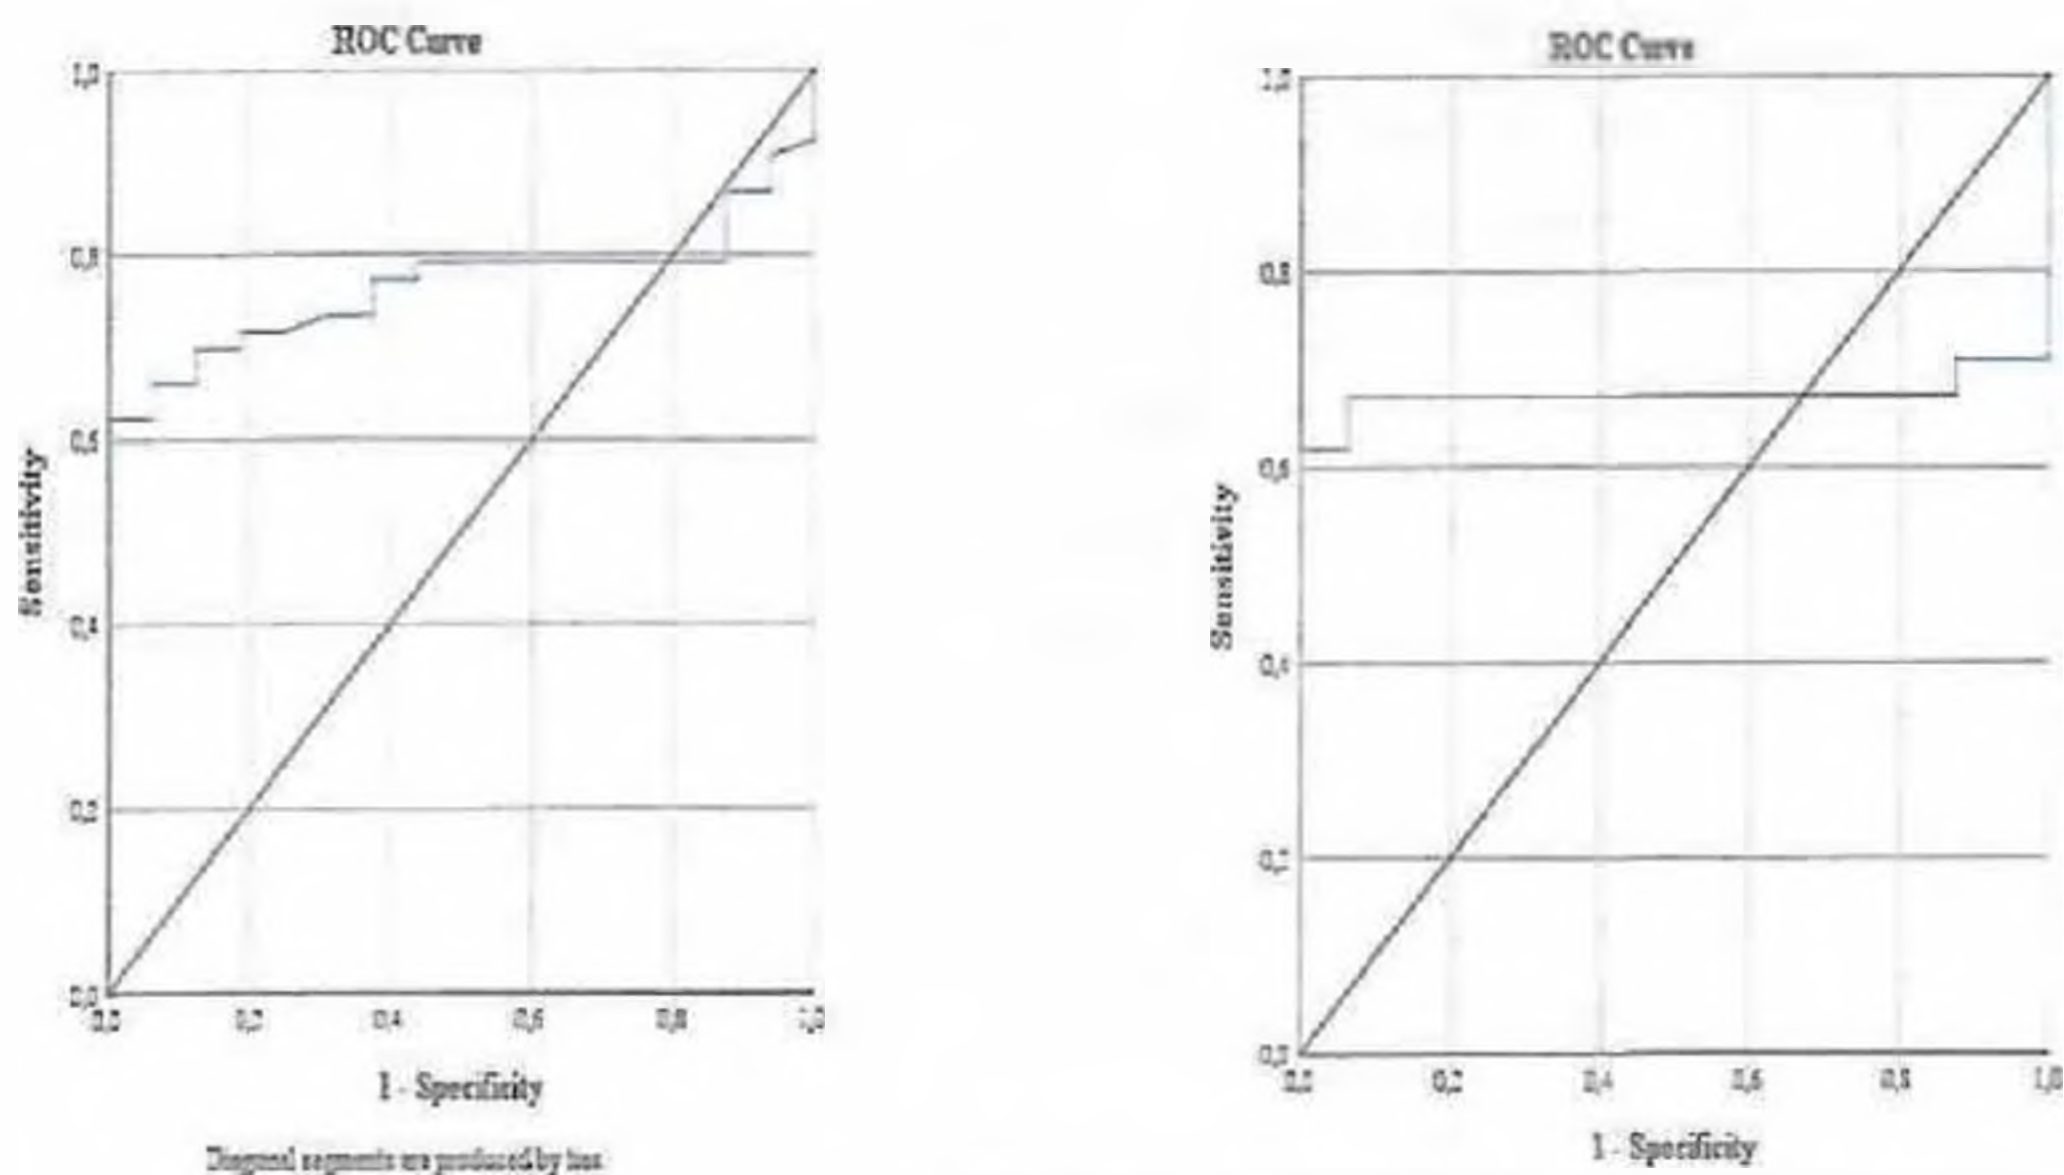 ROC Curve
1,0
0,8
0,6
0,4
0,2
0,0
Sensitivity
0,0 0,2 0,4 0,6 0,8 1,0
1 - Specificity
Diagonal segments are produced by ties
ROC Curve
1,0
0,8
0,6
0,4
0,2
0,0
Sensitivity
0,0 0,2 0,4 0,6 0,8 1,0
1 - Specificity